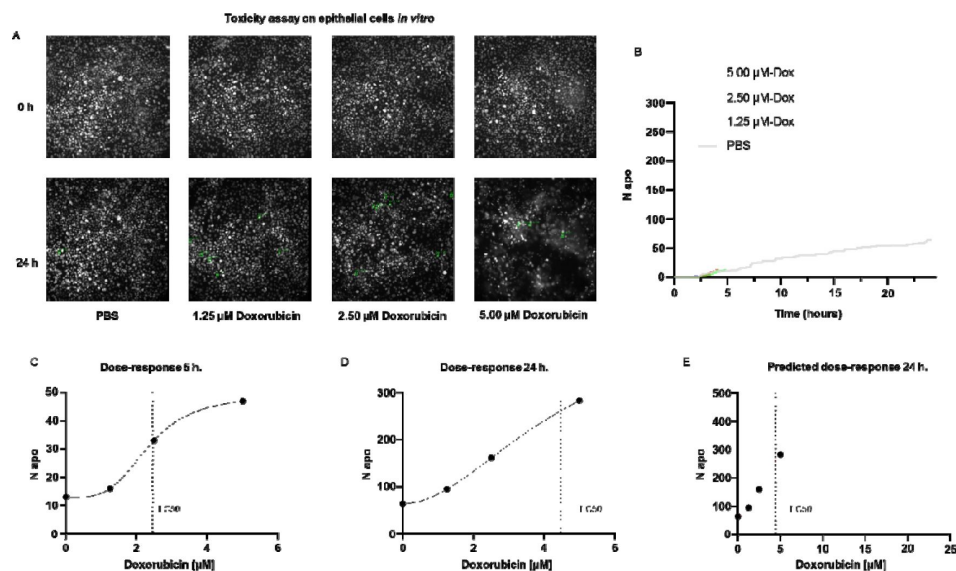 Toxicity assay on epithelial cells in vitro
A
0 h
24 h
PBS
1.25 µM Doxorubicin
2.50 µM Doxorubicin
5.00 µM Doxorubicin
B
5.00 µM-Dox
2.50 µM-Dox
1.25 µM-Dox
PBS
N apo
300
250
200
150
100
50
0
0 5 10 15 20
Time (hours)
C
Dose-response 5 h.
N apo
50
40
30
20
10
0
EC50
0 2 4 6
Doxorubicin [µM]
D
Dose-response 24 h.
N apo
300
200
100
0
EC50
0 2 4 6
Doxorubicin [µM]
E
Predicted dose-response 24 h.
N apo
500
400
300
200
100
0
EC50
0 5 10 15 20 25
Doxorubicin [µM]